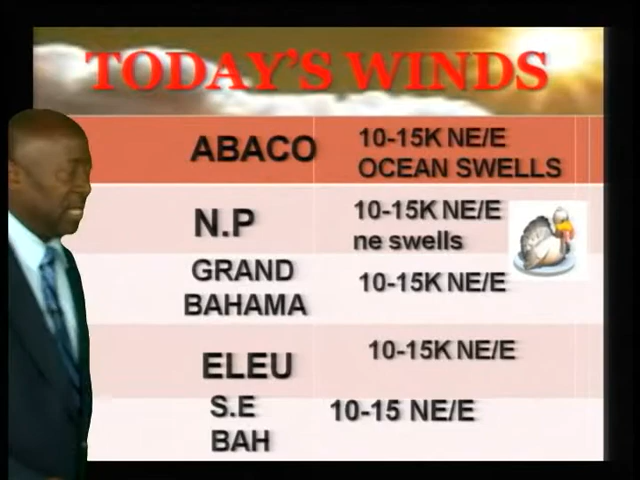 TODAY'S WINDS
ABACO 10-15K NE/E
OCEAN SWELLS
N.P 10-15K NE/E
ne swells
GRAND
BAHAMA 10-15K NE/E
ELEU 10-15K NE/E
S.E
BAH 10-15 NE/E